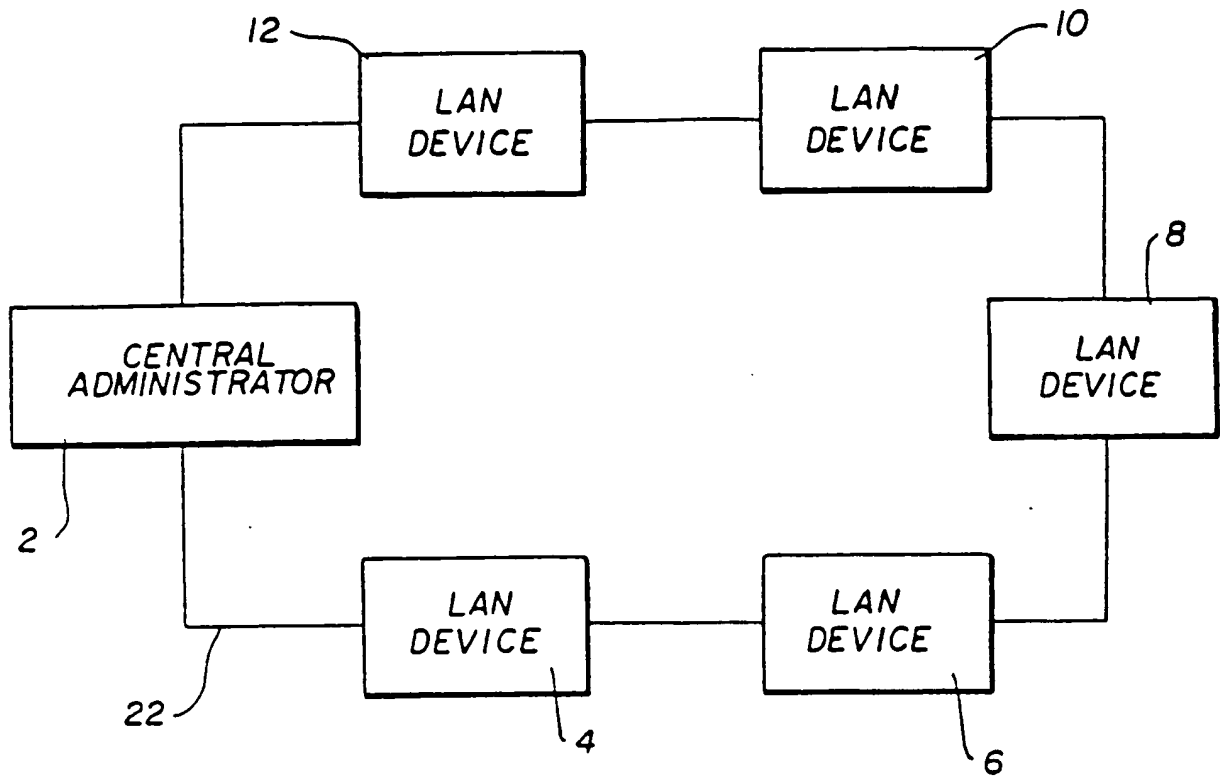 12
10
LAN
DEVICE
LAN
DEVICE
8
CENTRAL
ADMINISTRATOR
LAN
DEVICE
2
LAN
DEVICE
LAN
DEVICE
22
4
6